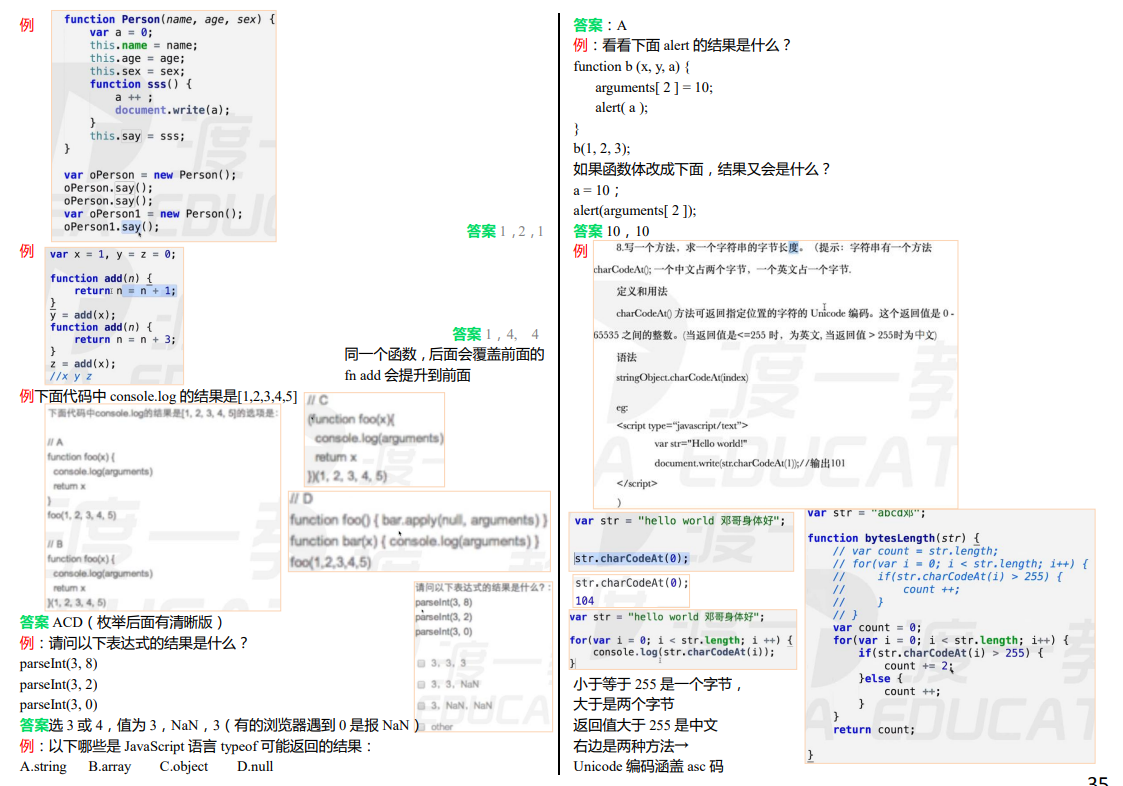 例
function Person(name, age, sex) {
var a = 0;
this.name = name;
this.age = age;
this.sex = sex;
function sss() {
a ++ ;
document.write(a);
}
this.say = sss;
}
var oPerson = new Person();
oPerson.say();
oPerson.say();
var oPerson1 = new Person();
oPerson1.say();
答案 1，2，1
例
var x = 1, y = z = 0;
function add(n) {
return n = n + 1;
}
y = add(x);
function add(n) {
return n = n + 3;
}
z = add(x);
//x y z
答案 1， 4， 4
同一个函数，后面会覆盖前面的
fn add 会提升到前面
例下面代码中 console.log 的结果是[1,2,3,4,5]
下面代码中console.log的结果是[1, 2, 3, 4, 5]的选项是:
// A
function foo(x) {
console.log(arguments)
return x
}
foo(1, 2, 3, 4, 5)
// B
function foo(x) {
console.log(arguments)
return x
}(1, 2, 3, 4, 5)
// C
(function foo(x){
console.log(arguments)
return x
})(1, 2, 3, 4, 5)
// D
function foo() { bar.apply(null, arguments) }
function bar(x) { console.log(arguments) }
foo(1,2,3,4,5)
答案 ACD（枚举后面有清晰版）
例：请问以下表达式的结果是什么？
parseInt(3, 8)
parseInt(3, 2)
parseInt(3, 0)
请问以下表达式的结果是什么?:
parseInt(3, 8)
parseInt(3, 2)
parseInt(3, 0)
3, 3, 3
3, 3, NaN
3, NaN, NaN
other
答案选 3 或 4，值为 3，NaN，3（有的浏览器遇到 0 是报 NaN）
例：以下哪些是 JavaScript 语言 typeof 可能返回的结果：
A.string B.array C.object D.null
答案：A
例：看看下面 alert 的结果是什么？
function b (x, y, a) {
arguments[ 2 ] = 10;
alert( a );
}
b(1, 2, 3);
如果函数体改成下面，结果又会是什么？
a = 10；
alert(arguments[ 2 ]);
答案 10，10
例
8.写一个方法，求一个字符串的字节长度。（提示：字符串有一个方法
charCodeAt(); 一个中文占两个字节，一个英文占一个字节.
定义和用法
charCodeAt() 方法可返回指定位置的字符的 Unicode 编码。这个返回值是 0 -
65535 之间的整数。(当返回值是<=255 时，为英文, 当返回值 > 255时为中文)
语法
stringObject.charCodeAt(index)
eg:
<script type="javascript/text">
var str="Hello world!"
document.write(str.charCodeAt(1));//输出101
</script>
)
var str = "hello world 邓哥身体好";
str.charCodeAt(0);
str.charCodeAt(0);
104
var str = "hello world 邓哥身体好";
for(var i = 0; i < str.length; i ++) {
console.log(str.charCodeAt(i));
}
小于等于 255 是一个字节，
大于是两个字节
返回值大于 255 是中文
右边是两种方法→
Unicode 编码涵盖 asc 码
var str = "abcd邓";
function bytesLength(str) {
// var count = str.length;
// for(var i = 0; i < str.length; i++) {
// if(str.charCodeAt(i) > 255) {
// count ++;
// }
// }
var count = 0;
for(var i = 0; i < str.length; i++) {
if(str.charCodeAt(i) > 255) {
count += 2;
}else {
count ++;
}
}
return count;
}
35